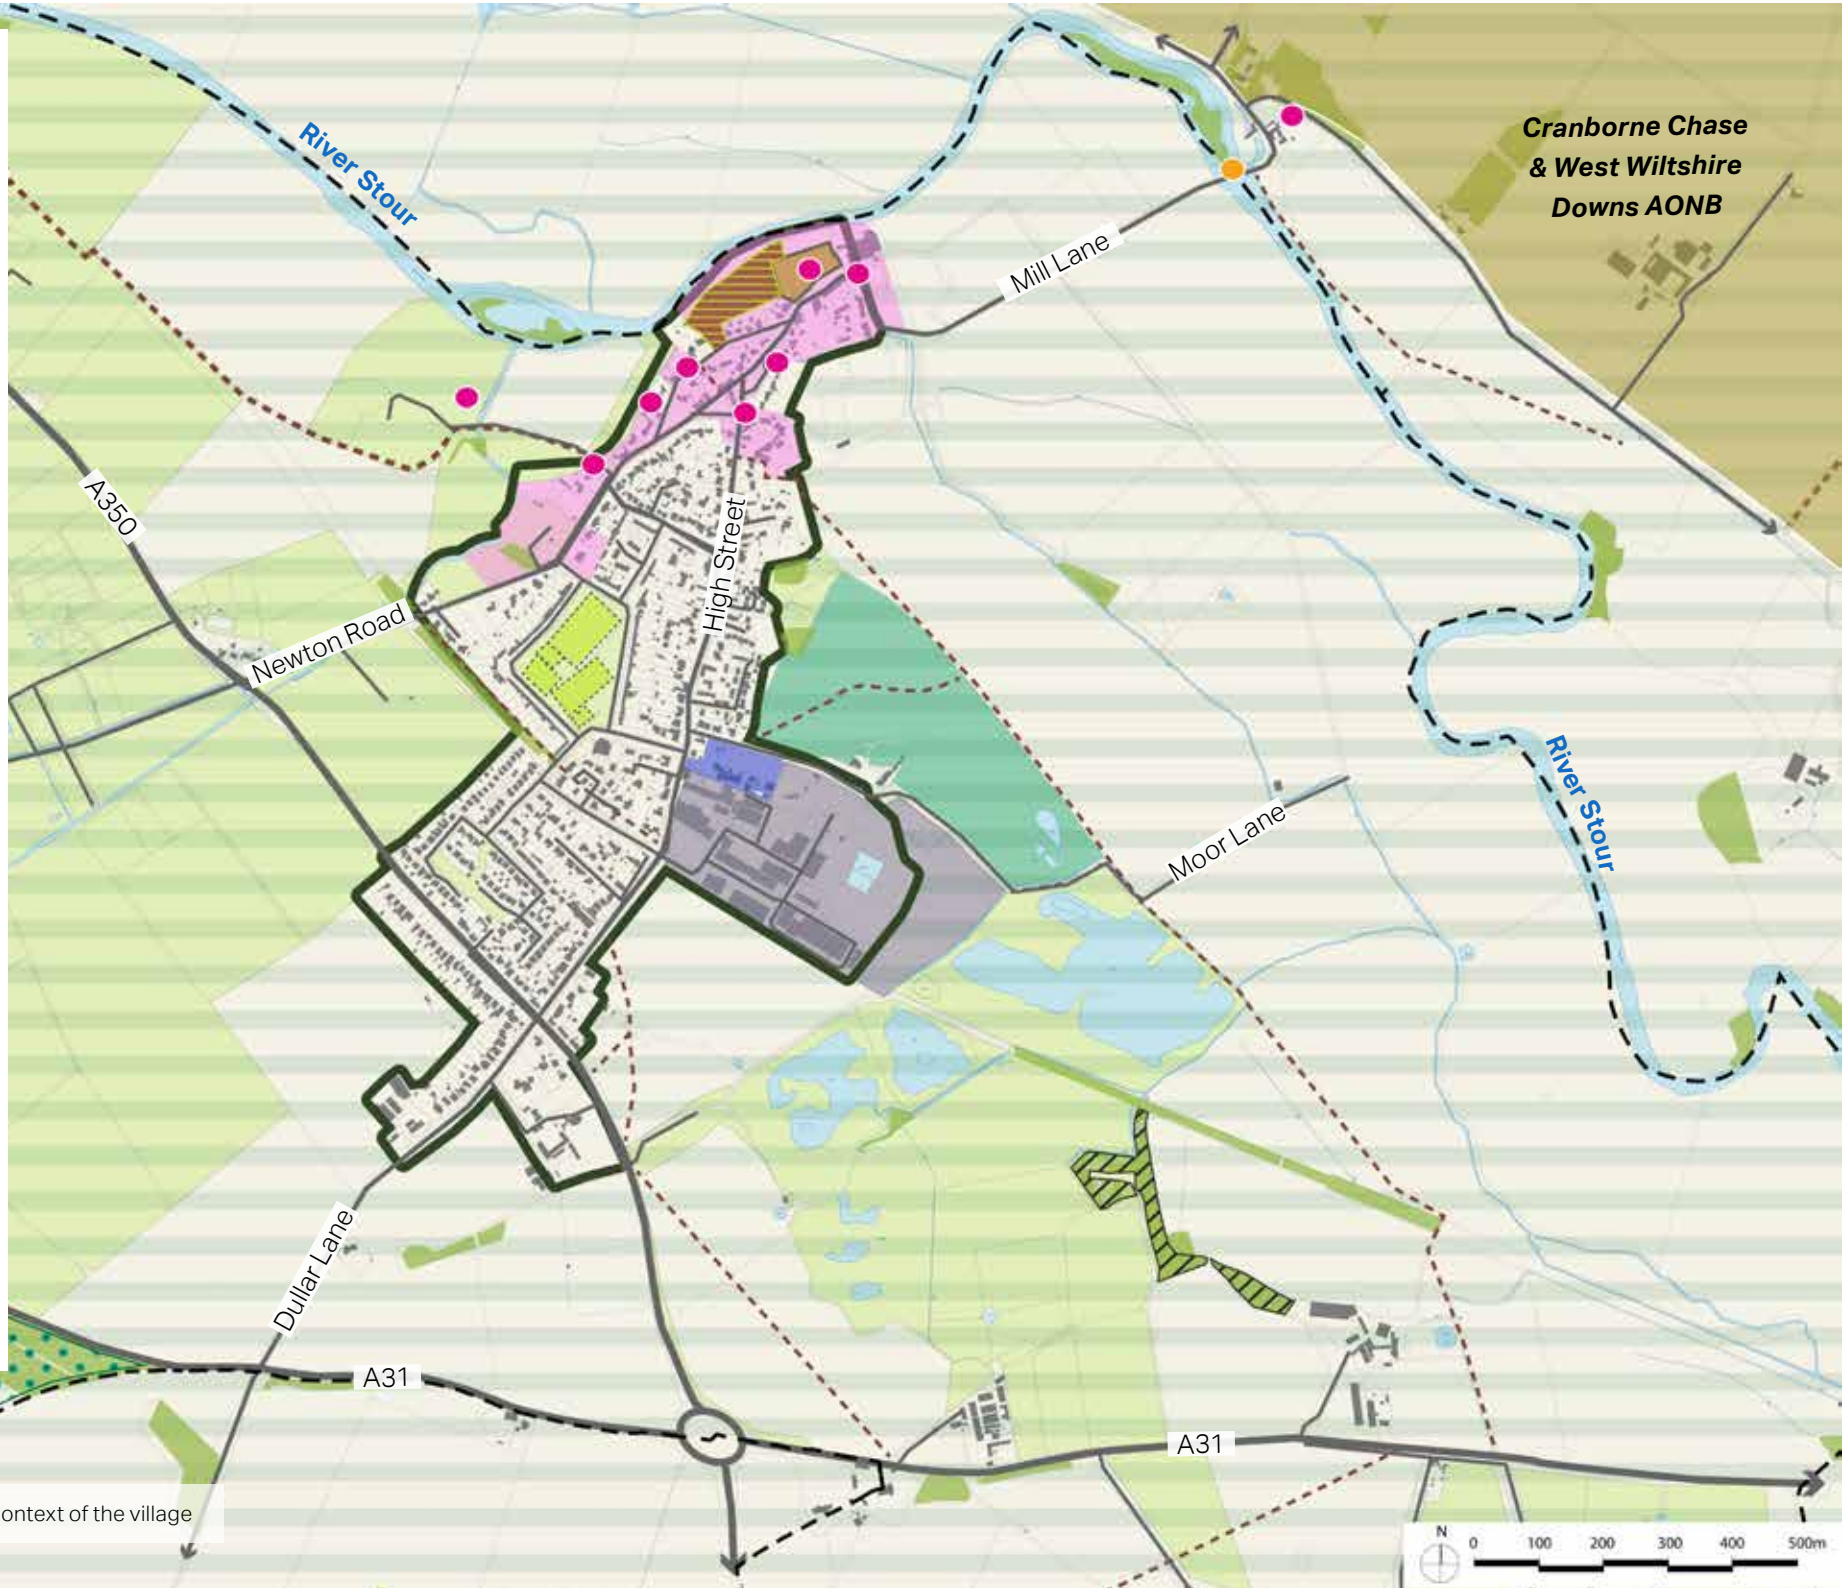 River Stour
Cranborne Chase
& West Wiltshire
Downs AONB
Mill Lane
A350
High Street
Newton Road
River Stour
Moor Lane
Dullar Lane
A31
A31
ontext of the village
N
0 100 200 300 400 500m